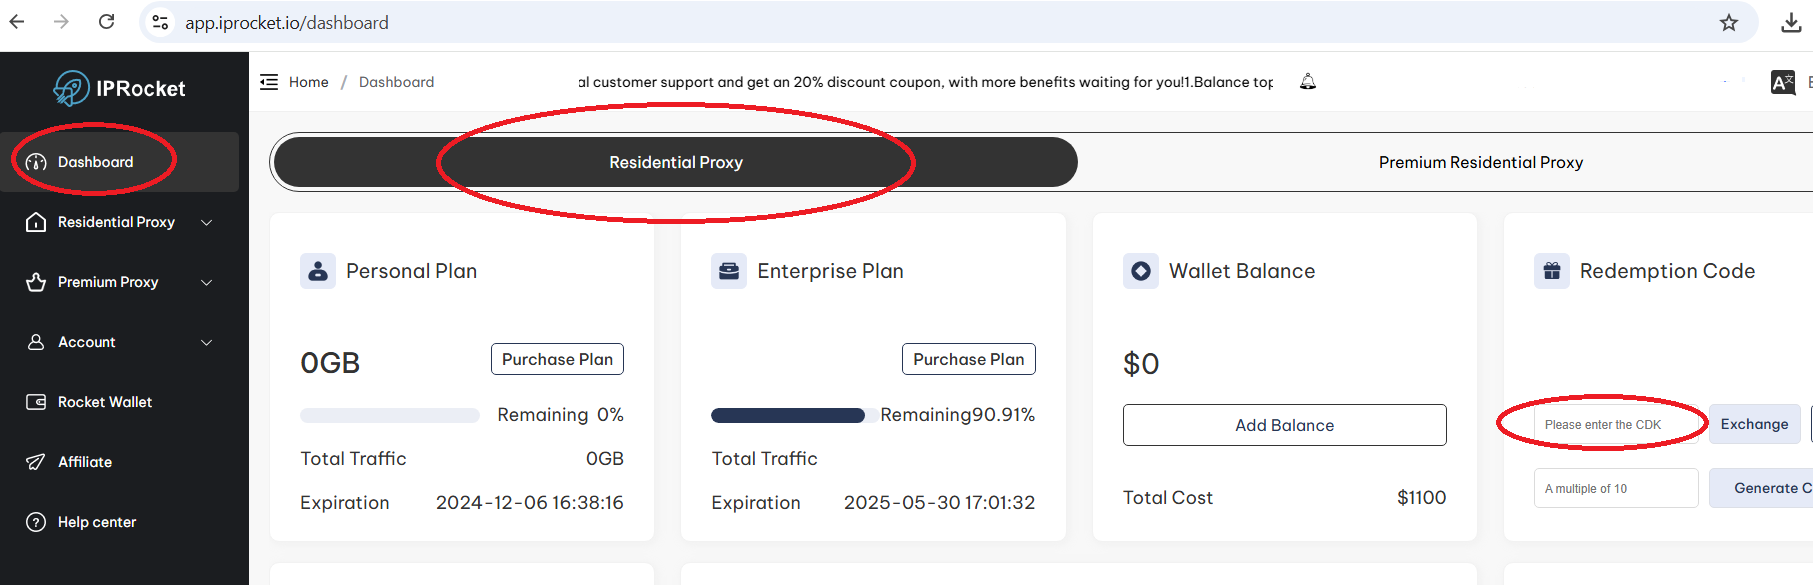 app.iprocket.io/dashboard
IPRocket
Home / Dashboard
al customer support and get an 20% discount coupon, with more benefits waiting for you!1.Balance top
Dashboard
Residential Proxy
Premium Proxy
Account
Rocket Wallet
Affiliate
Help center
Residential Proxy
Premium Residential Proxy
Personal Plan
0GB
Purchase Plan
Remaining 0%
Total Traffic 0GB
Expiration 2024-12-06 16:38:16
Enterprise Plan
Purchase Plan
Remaining90.91%
Total Traffic
Expiration 2025-05-30 17:01:32
Wallet Balance
$0
Add Balance
Total Cost $1100
Redemption Code
Please enter the CDK
Exchange
A multiple of 10
Generate C